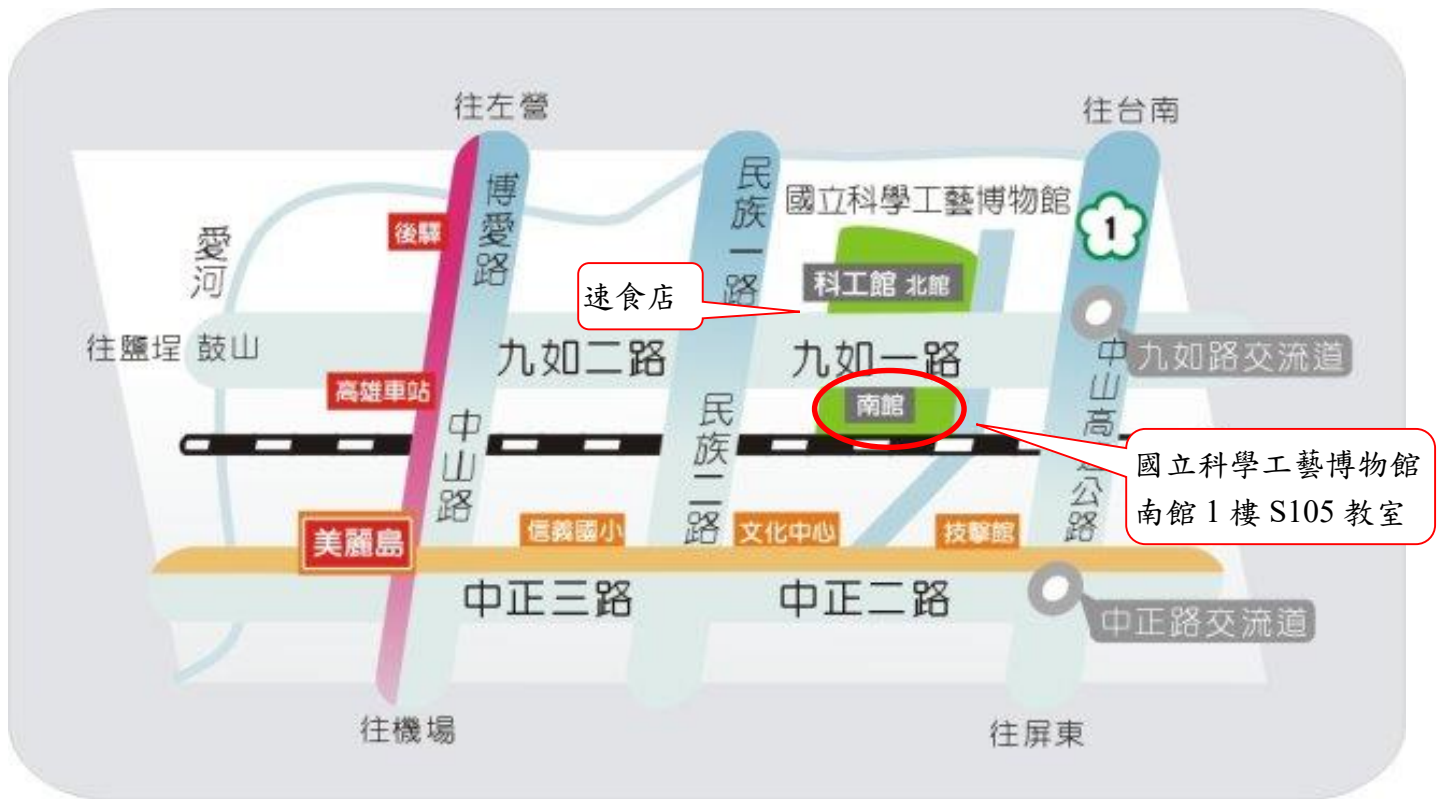 往左營
往台南
博愛路
民族一路
國立科學工藝博物館
1
後驛
愛河
科工館 北館
速食店
往鹽埕 鼓山
九如二路
九如一路
九如路交流道
高雄車站
南館
中山路
民族二路
中山高
公路
國立科學工藝博物館
南館 1 樓 S105 教室
美麗島
信義國小
文化中心
技擊館
中正三路
中正二路
中正路交流道
往機場
往屏東